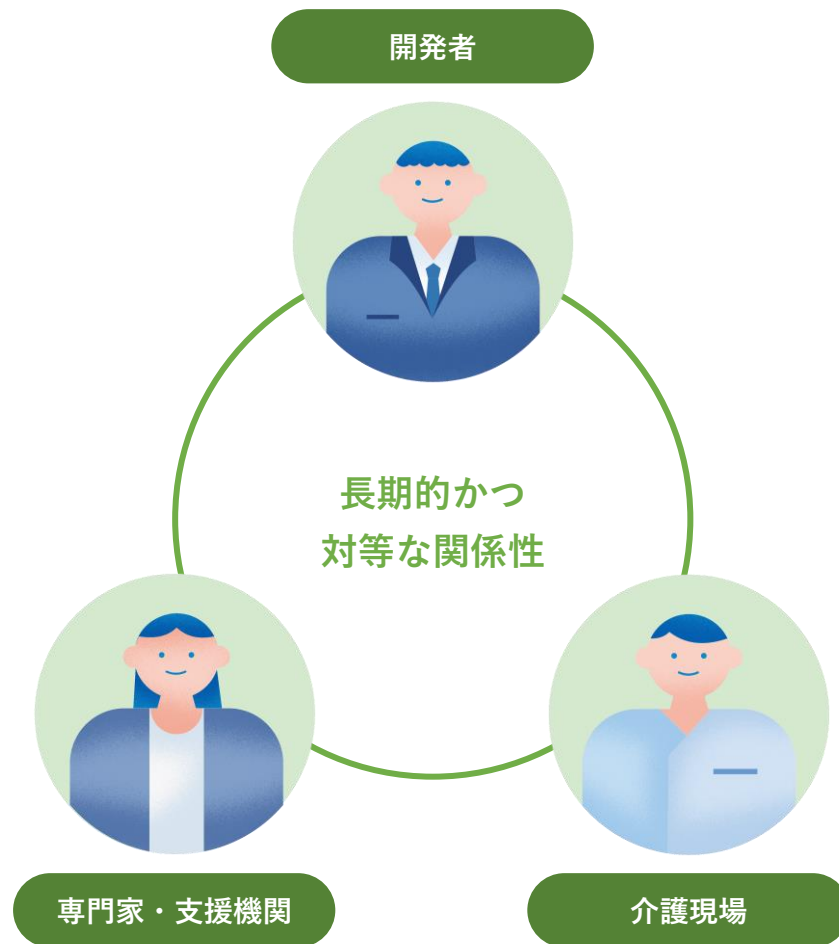 開発者
長期的かつ
対等な関係性
専門家・支援機関
介護現場